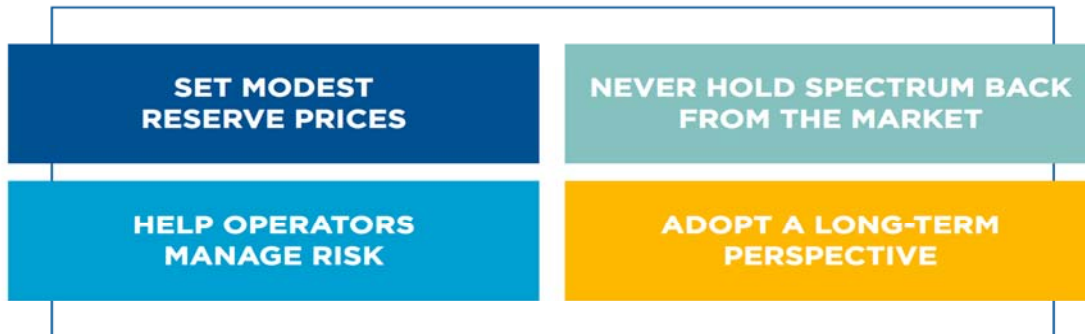 SET MODEST
RESERVE PRICES
NEVER HOLD SPECTRUM BACK
FROM THE MARKET
HELP OPERATORS
MANAGE RISK
ADOPT A LONG-TERM
PERSPECTIVE